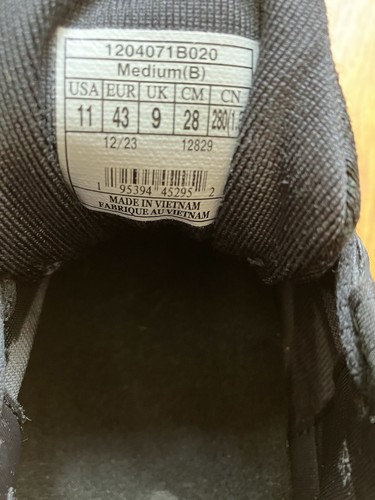 1204071B020
Medium(B)
USA EUR UK CM CN
11 43 9 28 280(1.
12/23 12829
1 95394 45295 2
MADE IN VIETNAM
FABRIQUE AU VIETNAM